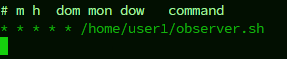 # m h  dom mon dow   command
* * * * * /home/user1/observer.sh